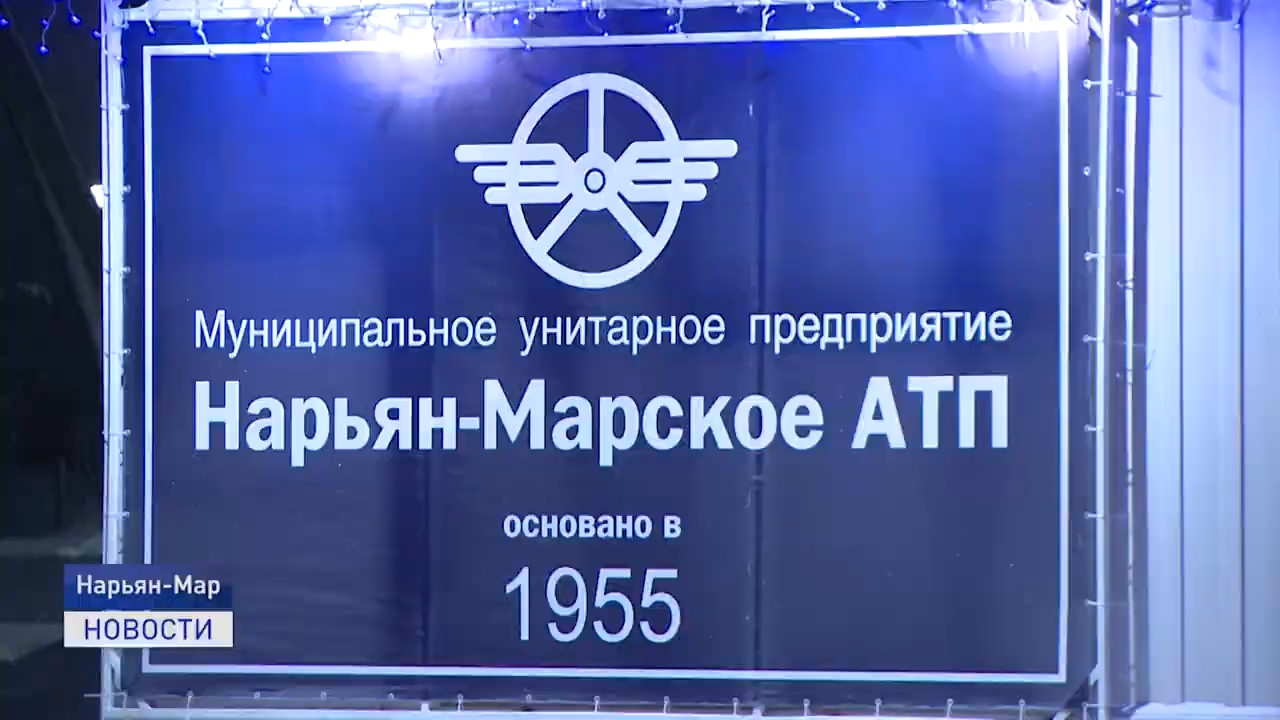 Муниципальное унитарное предприятие
Нарьян-Марское АТП
основано в
1955
Нарьян-Мар
НОВОСТИ